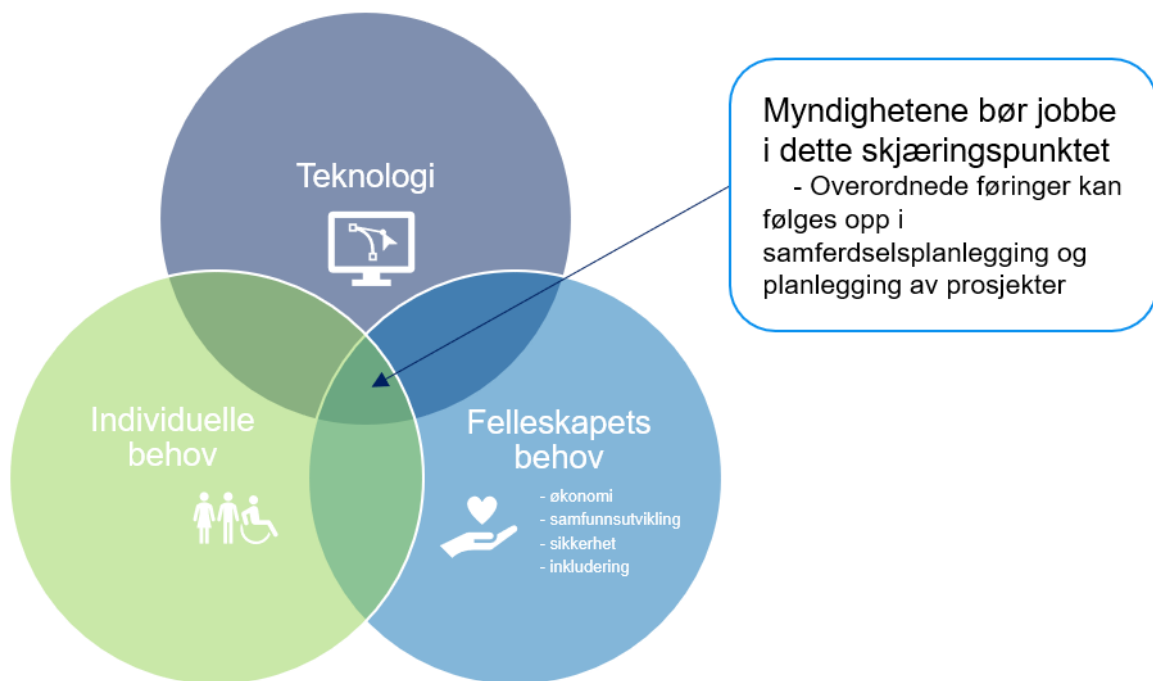 Teknologi
Individuelle
behov
Felleskapets
behov
- økonomi
- samfunnsutvikling
- sikkerhet
- inkludering
Myndighetene bør jobbe
i dette skjæringspunktet
- Overordnede føringer kan
følges opp i
samferdselsplanlegging og
planlegging av prosjekter